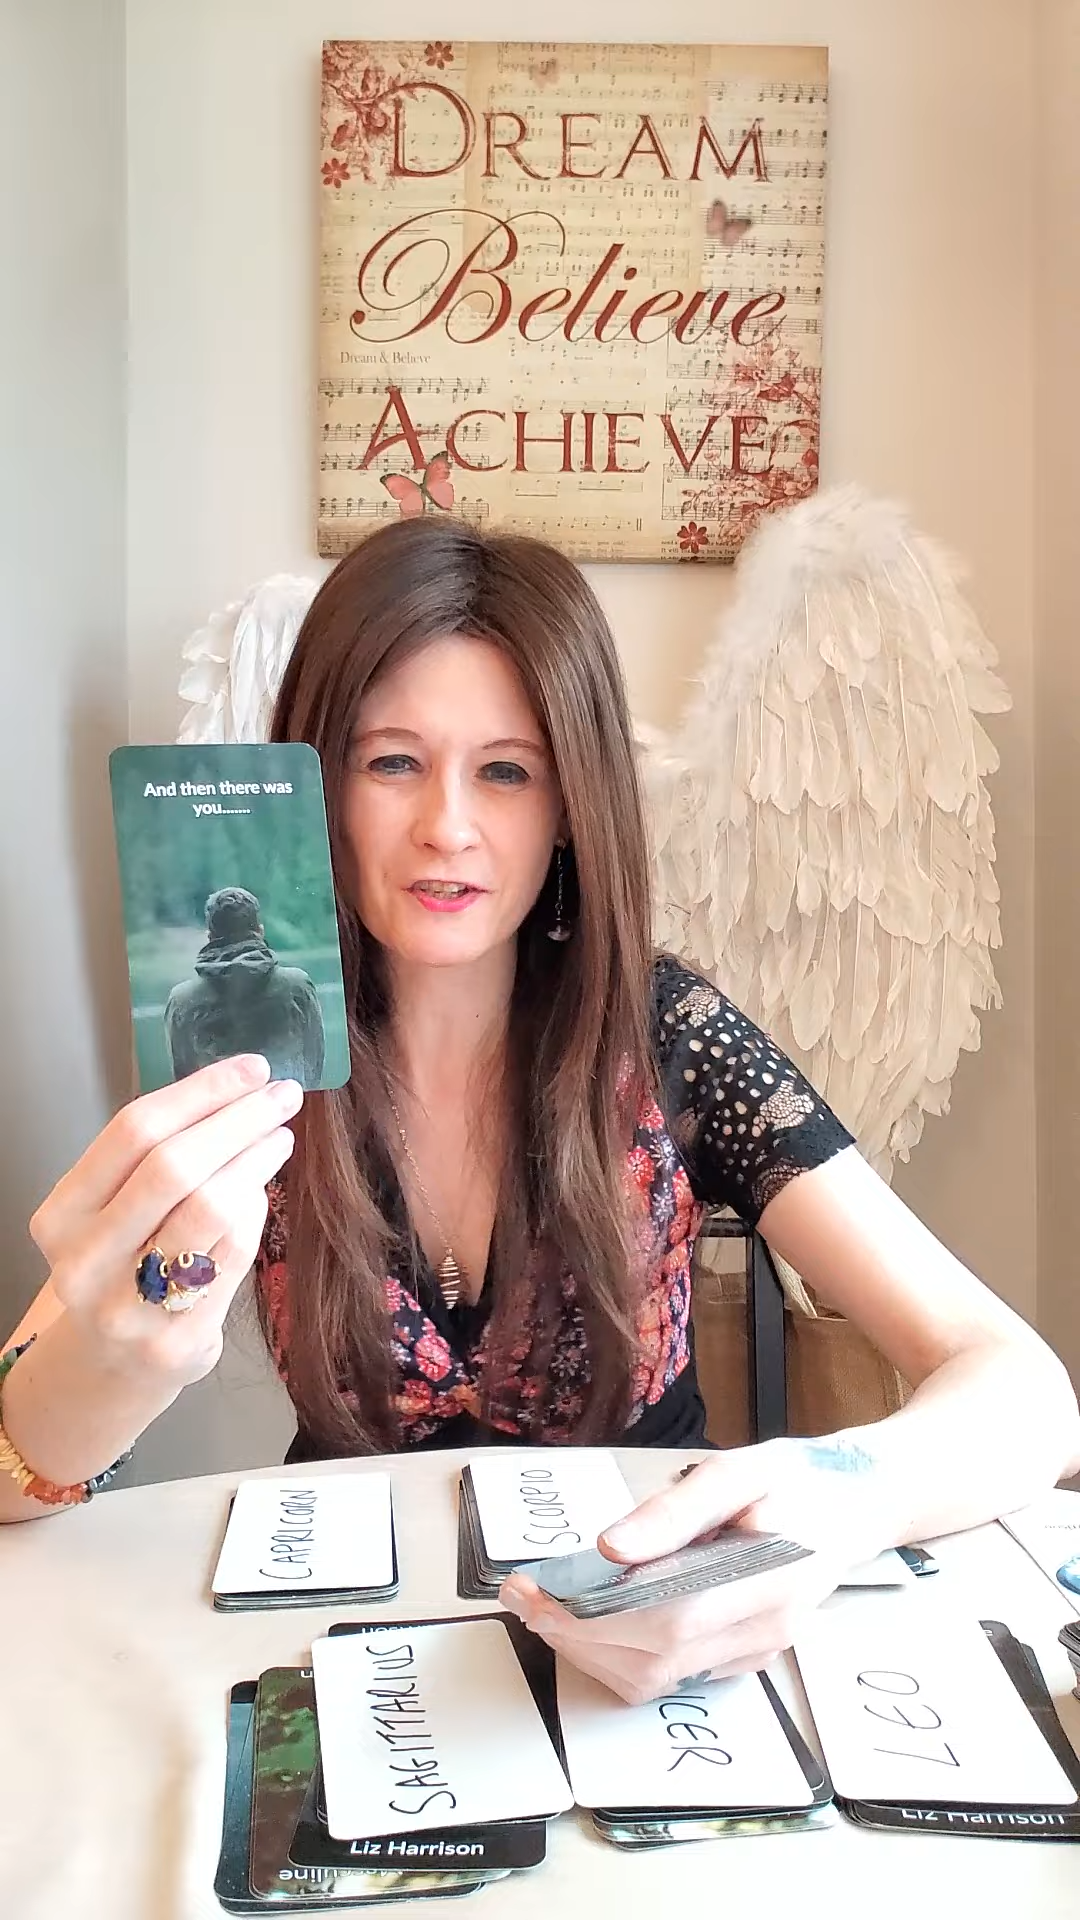 DREAM
Believe
Dream & Believe
ACHIEVE
And then there was
you.......
CAPRICORN
SCORPIO
SAGITTARIUS
CER
LEO
Liz Harrison
Liz Harrison